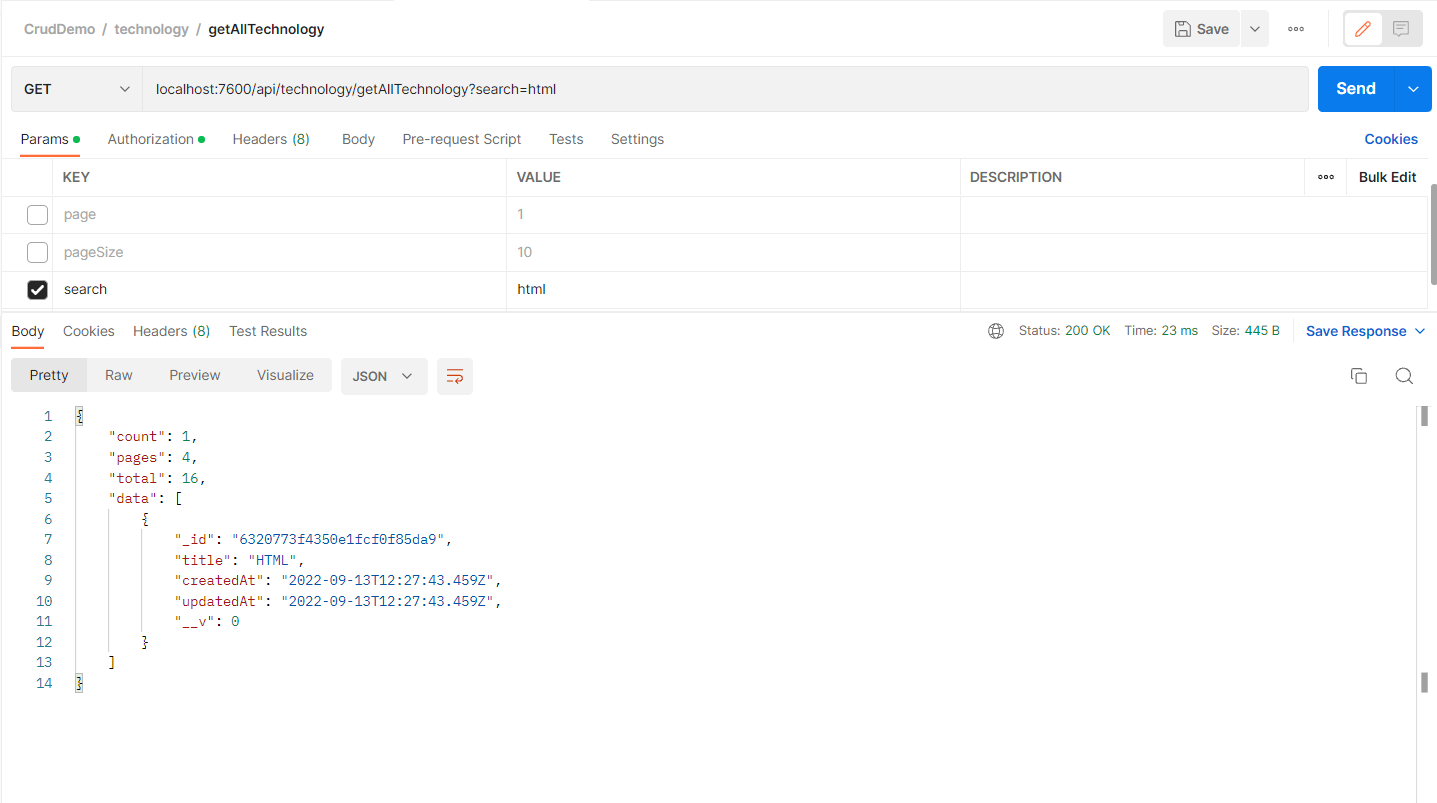 CrudDemo / technology / getAllTechnology
Save
GET
localhost:7600/api/technology/getAllTechnology?search=html
Send
Params Authorization Headers (8) Body Pre-request Script Tests Settings Cookies
KEY VALUE DESCRIPTION Bulk Edit
page 1
pageSize 10
search html
Body Cookies Headers (8) Test Results Status: 200 OK Time: 23 ms Size: 445 B Save Response
Pretty Raw Preview Visualize JSON
1 {
2 "count": 1,
3 "pages": 4,
4 "total": 16,
5 "data": [
6 {
7 "_id": "6320773f4350e1fcf0f85da9",
8 "title": "HTML",
9 "createdAt": "2022-09-13T12:27:43.459Z",
10 "updatedAt": "2022-09-13T12:27:43.459Z",
11 "__v": 0
12 }
13 ]
14 }